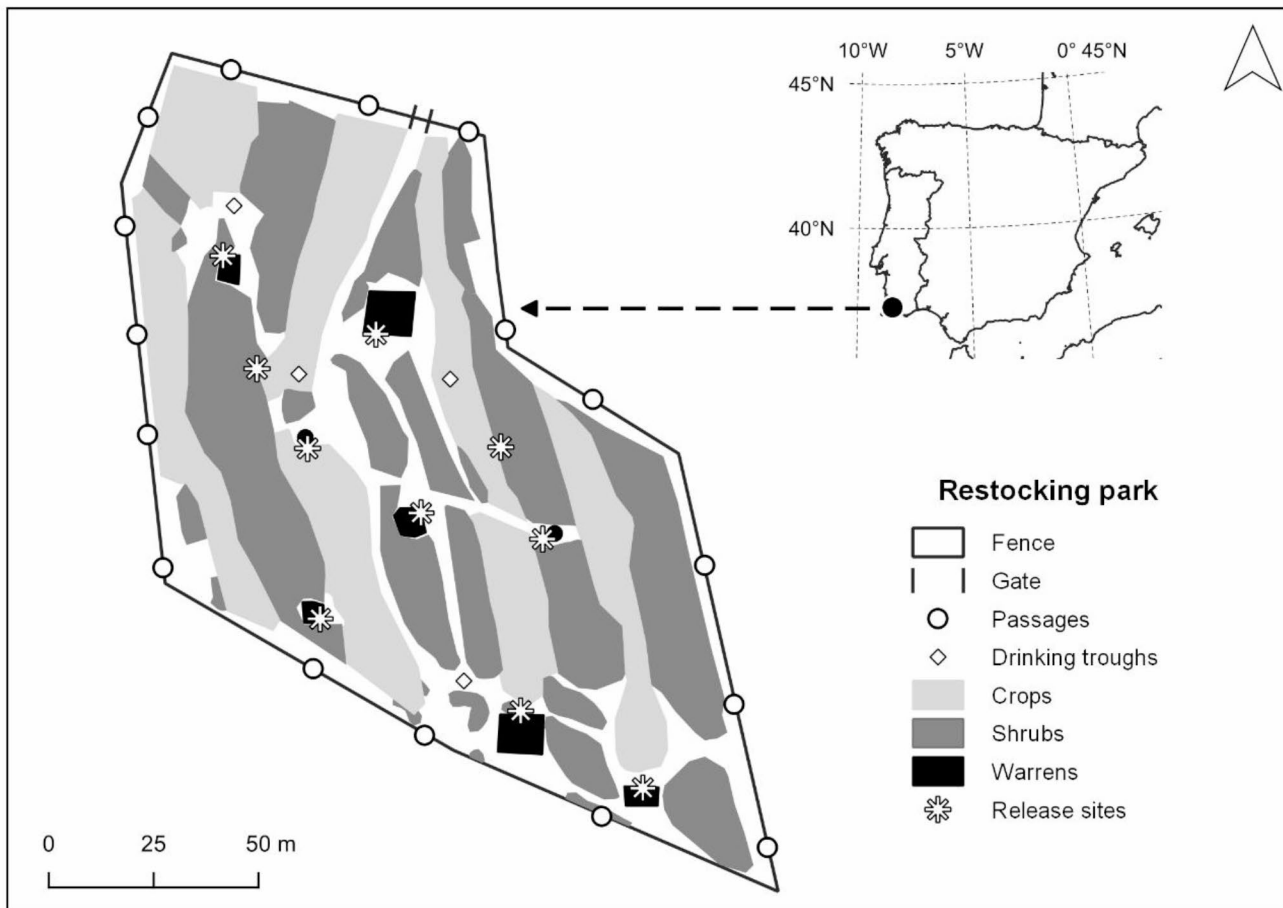 10°W 5°W 0° 45°N
45°N
40°N
Restocking park
Fence
Gate
Passages
Drinking troughs
Crops
Shrubs
Warrens
Release sites
0 25 50 m